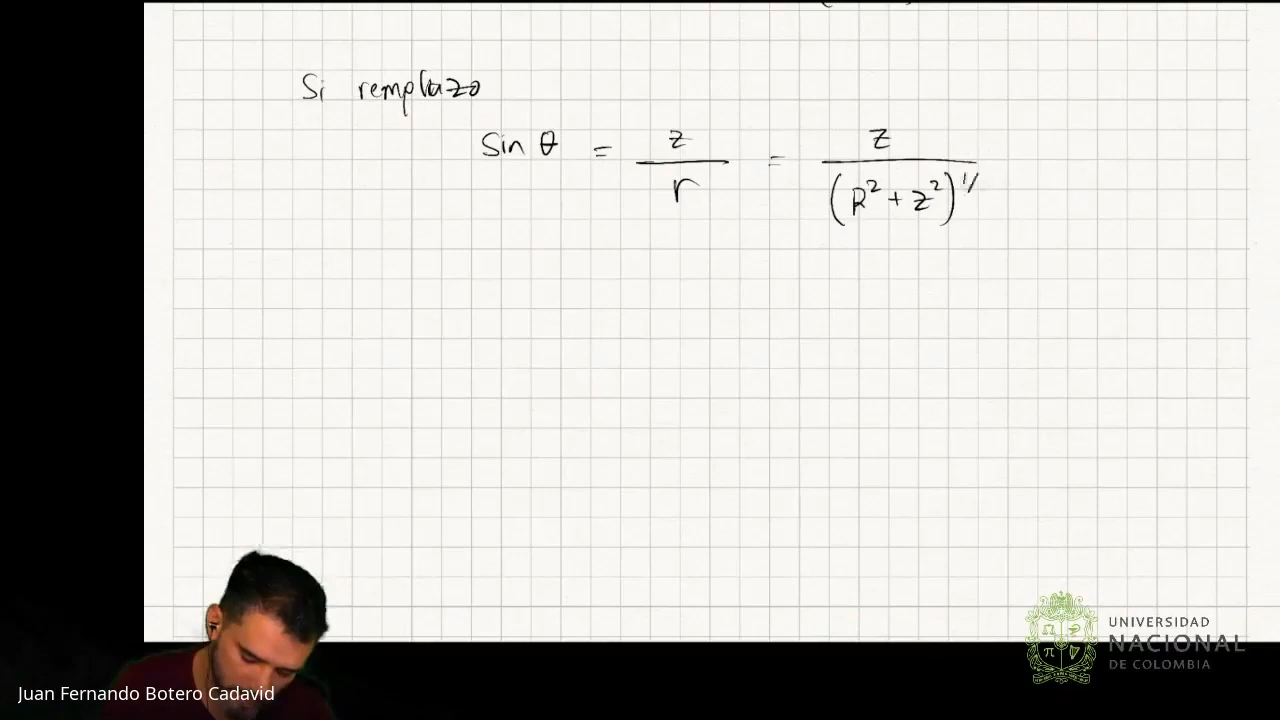 Si remplazo
sin θ = z / r = z / (R² + z²)^1/
UNIVERSIDAD
NACIONAL
DE COLOMBIA
Juan Fernando Botero Cadavid